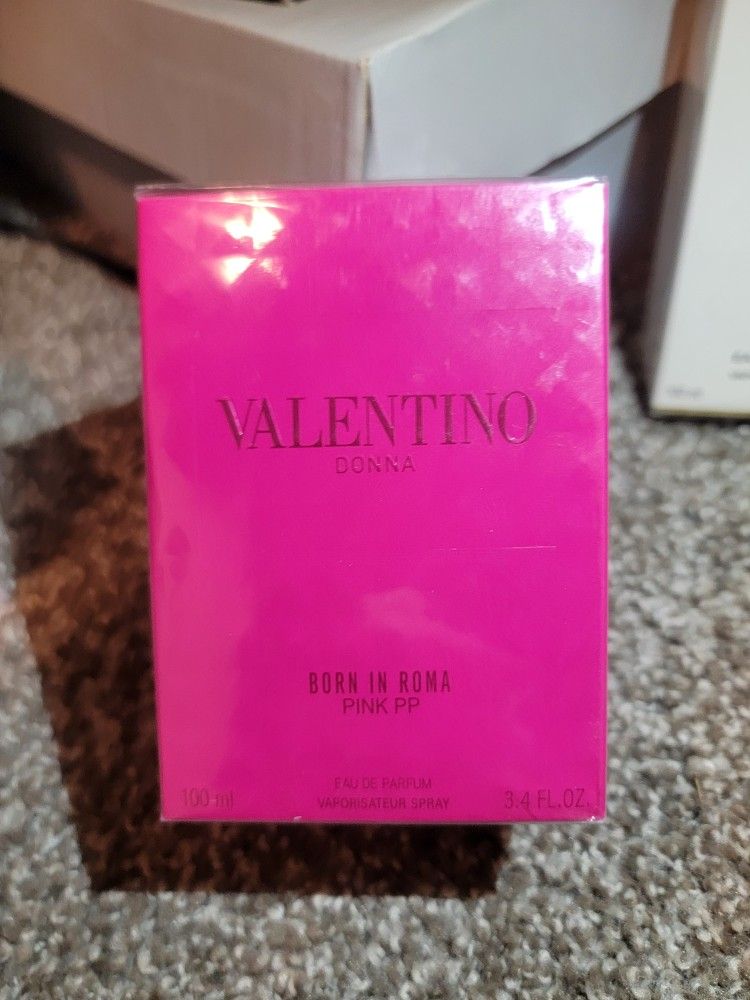 VALENTINO
DONNA
BORN IN ROMA
PINK PP
EAU DE PARFUM
VAPORISATEUR SPRAY
100 ml
3.4 FL.OZ.